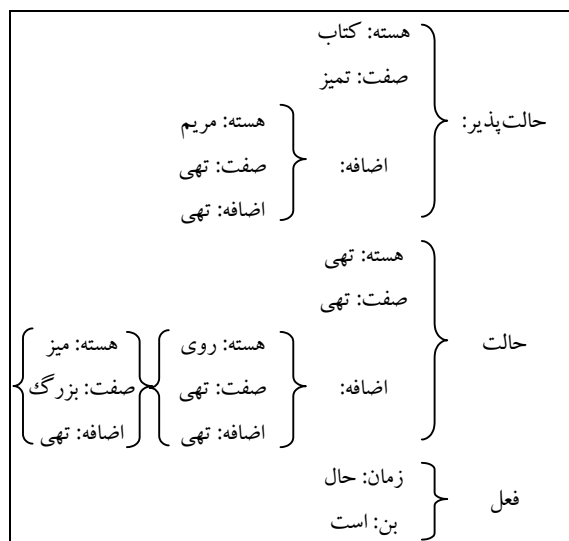 هسته: کتاب
صفت: تمیز
حالت‌پذیر:
هسته: مریم
اضافه:
صفت: تهی
اضافه: تهی
هسته: تهی
صفت: تهی
حالت
هسته: روی
هسته: میز
اضافه:
صفت: تهی
صفت: بزرگ
اضافه: تهی
اضافه: تهی
زمان: حال
فعل
بن: است